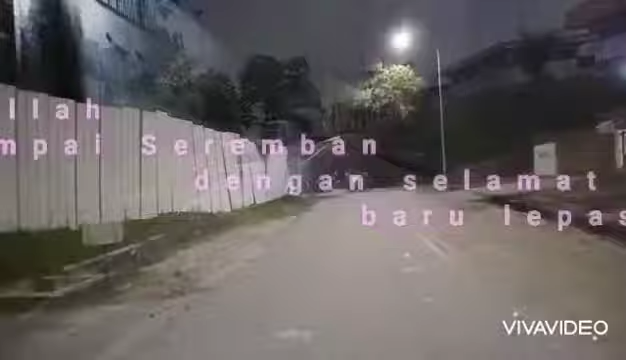 llah
mpai Seremban
dengan selamat
baru lepas
VIVAVIDEO